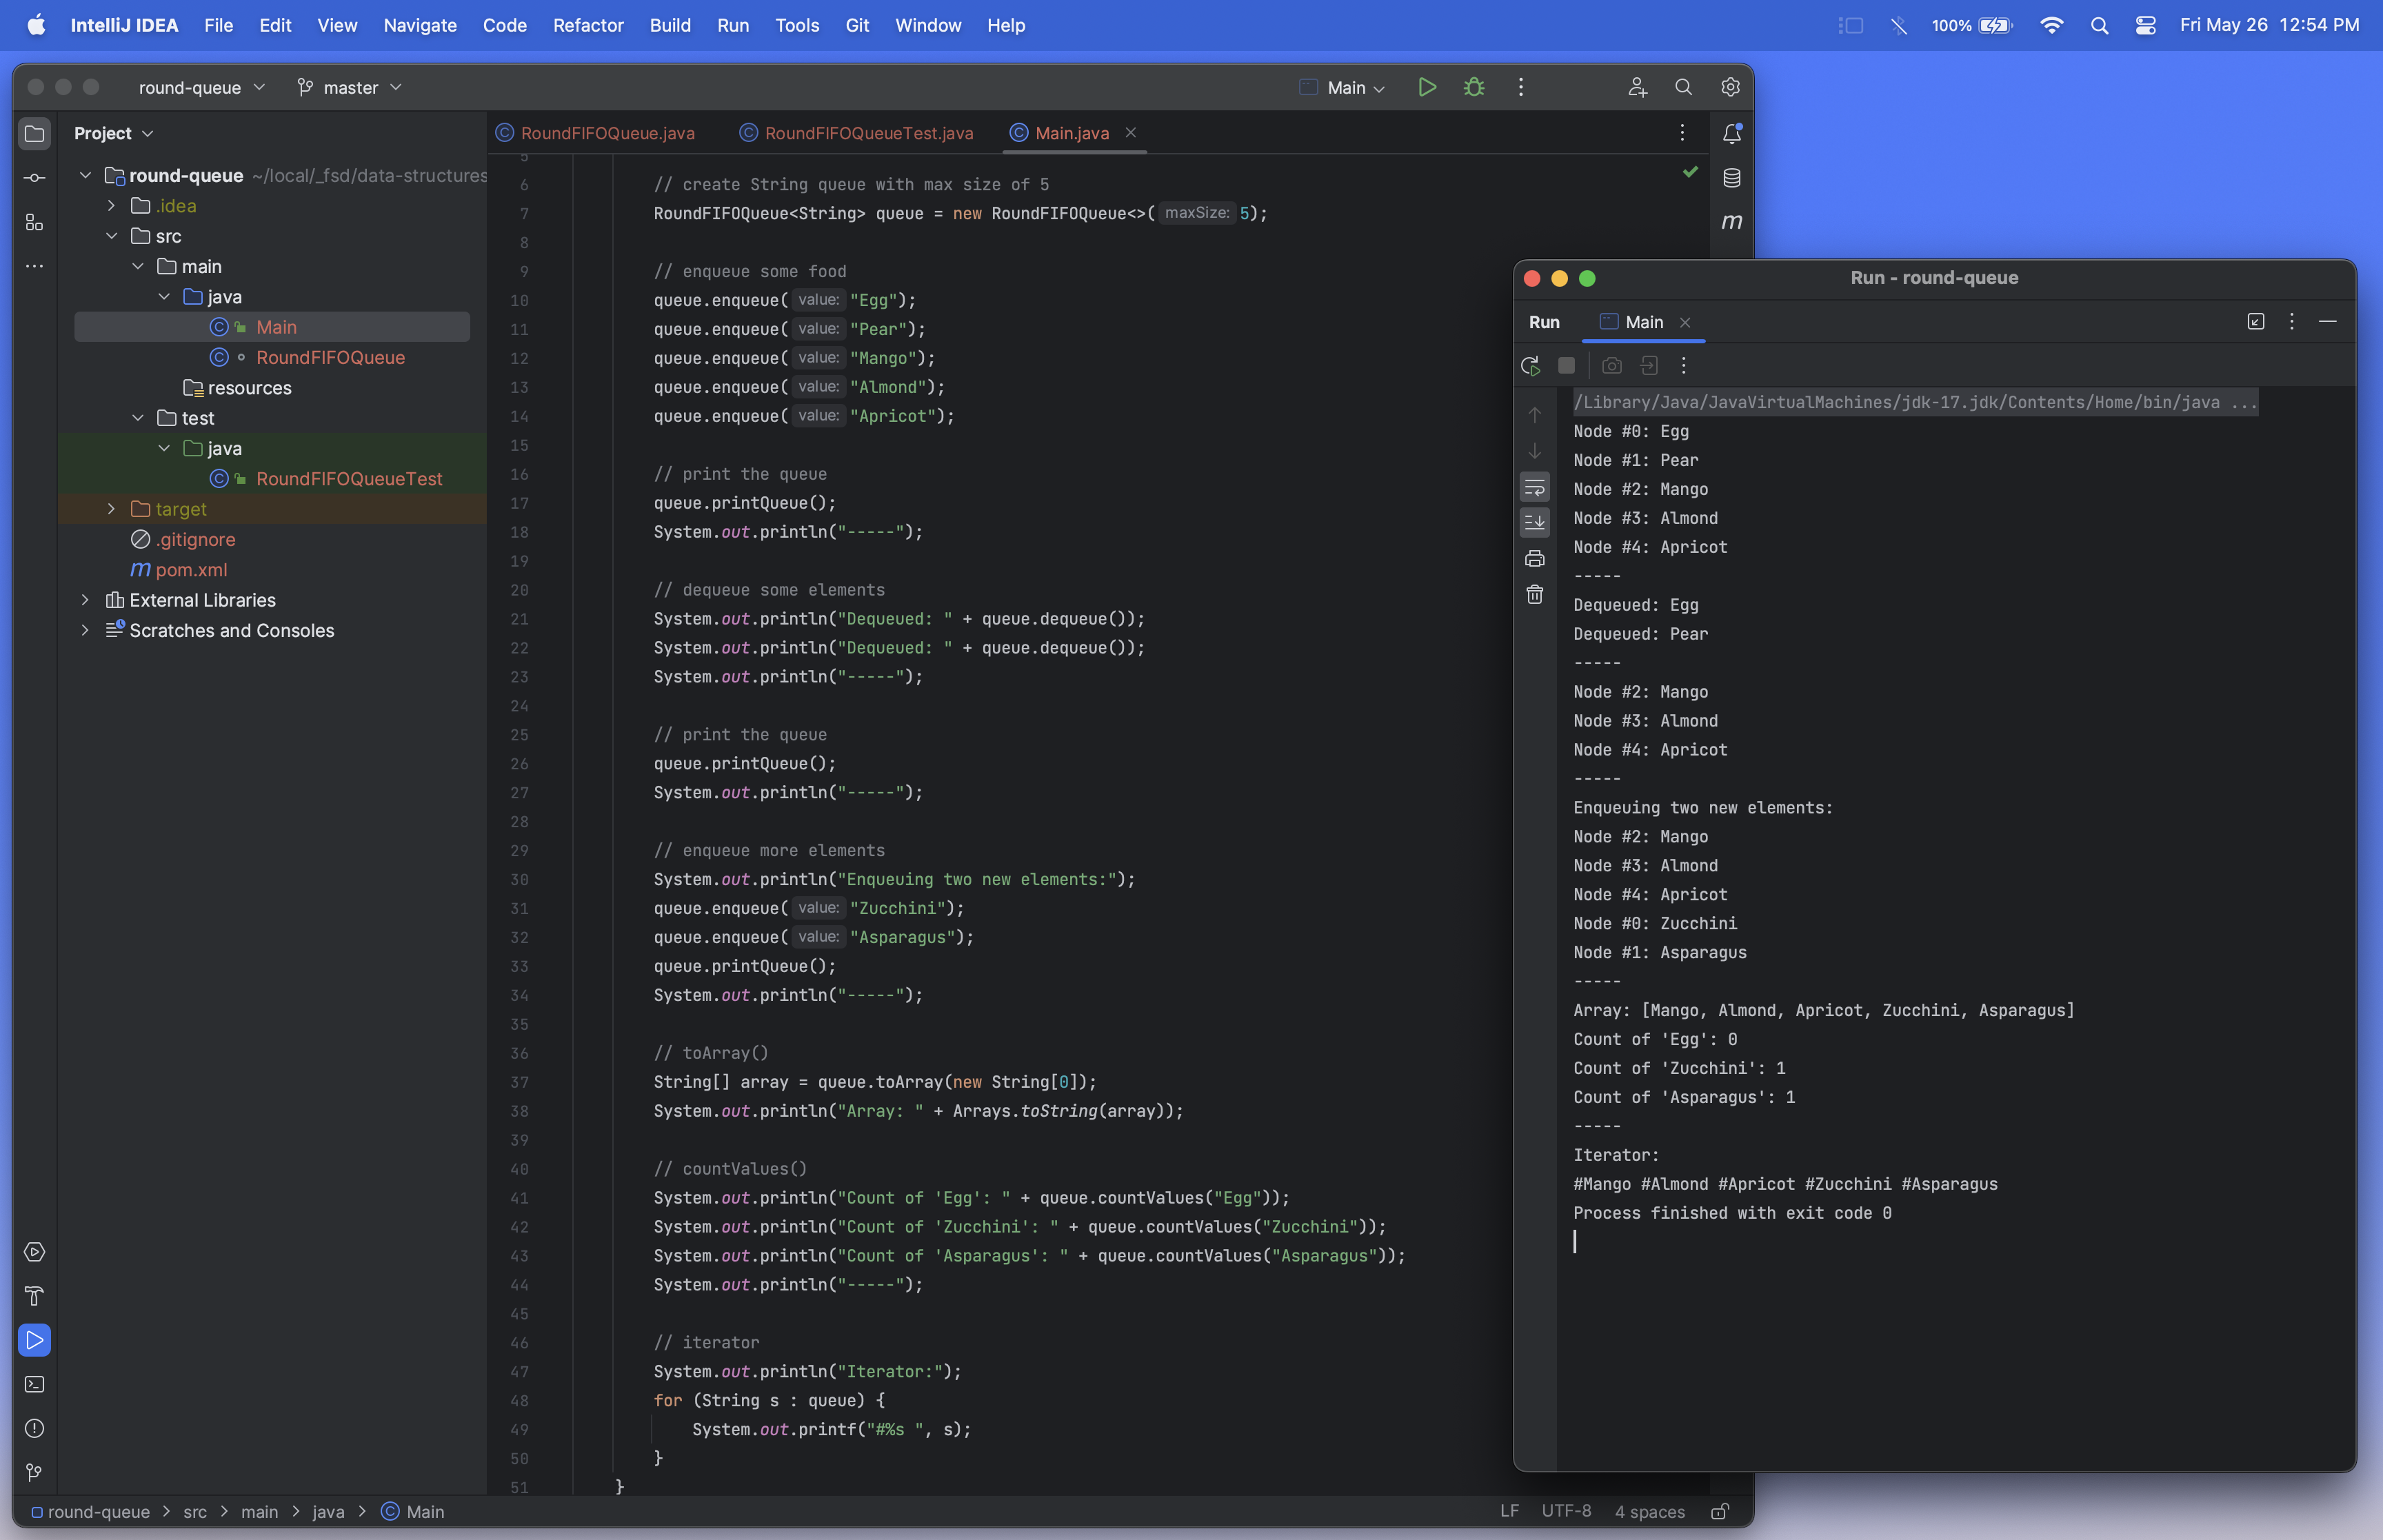 IntelliJ IDEA File Edit View Navigate Code Refactor Build Run Tools Git Window Help 100% Fri May 26 12:54 PM
round-queue master Main
Project
round-queue ~/local/_fsd/data-structures
.idea
src
main
java
Main
RoundFIFOQueue
resources
test
java
RoundFIFOQueueTest
target
.gitignore
m pom.xml
External Libraries
Scratches and Consoles
RoundFIFOQueue.java RoundFIFOQueueTest.java Main.java
m
5
6 // create String queue with max size of 5
7 RoundFIFOQueue<String> queue = new RoundFIFOQueue<>( maxSize: 5);
8
9 // enqueue some food
10 queue.enqueue( value: "Egg");
11 queue.enqueue( value: "Pear");
12 queue.enqueue( value: "Mango");
13 queue.enqueue( value: "Almond");
14 queue.enqueue( value: "Apricot");
15
16 // print the queue
17 queue.printQueue();
18 System.out.println("-----");
19
20 // dequeue some elements
21 System.out.println("Dequeued: " + queue.dequeue());
22 System.out.println("Dequeued: " + queue.dequeue());
23 System.out.println("-----");
24
25 // print the queue
26 queue.printQueue();
27 System.out.println("-----");
28
29 // enqueue more elements
30 System.out.println("Enqueuing two new elements:");
31 queue.enqueue( value: "Zucchini");
32 queue.enqueue( value: "Asparagus");
33 queue.printQueue();
34 System.out.println("-----");
35
36 // toArray()
37 String[] array = queue.toArray(new String[0]);
38 System.out.println("Array: " + Arrays.toString(array));
39
40 // countValues()
41 System.out.println("Count of 'Egg': " + queue.countValues("Egg"));
42 System.out.println("Count of 'Zucchini': " + queue.countValues("Zucchini"));
43 System.out.println("Count of 'Asparagus': " + queue.countValues("Asparagus"));
44 System.out.println("-----");
45
46 // iterator
47 System.out.println("Iterator:");
48 for (String s : queue) {
49 System.out.printf("#%s ", s);
50 }
51 }
round-queue > src > main > java > Main
LF UTF-8 4 spaces
Run - round-queue
Run Main
/Library/Java/JavaVirtualMachines/jdk-17.jdk/Contents/Home/bin/java ...
Node #0: Egg
Node #1: Pear
Node #2: Mango
Node #3: Almond
Node #4: Apricot
-----
Dequeued: Egg
Dequeued: Pear
-----
Node #2: Mango
Node #3: Almond
Node #4: Apricot
-----
Enqueuing two new elements:
Node #2: Mango
Node #3: Almond
Node #4: Apricot
Node #0: Zucchini
Node #1: Asparagus
-----
Array: [Mango, Almond, Apricot, Zucchini, Asparagus]
Count of 'Egg': 0
Count of 'Zucchini': 1
Count of 'Asparagus': 1
-----
Iterator:
#Mango #Almond #Apricot #Zucchini #Asparagus
Process finished with exit code 0